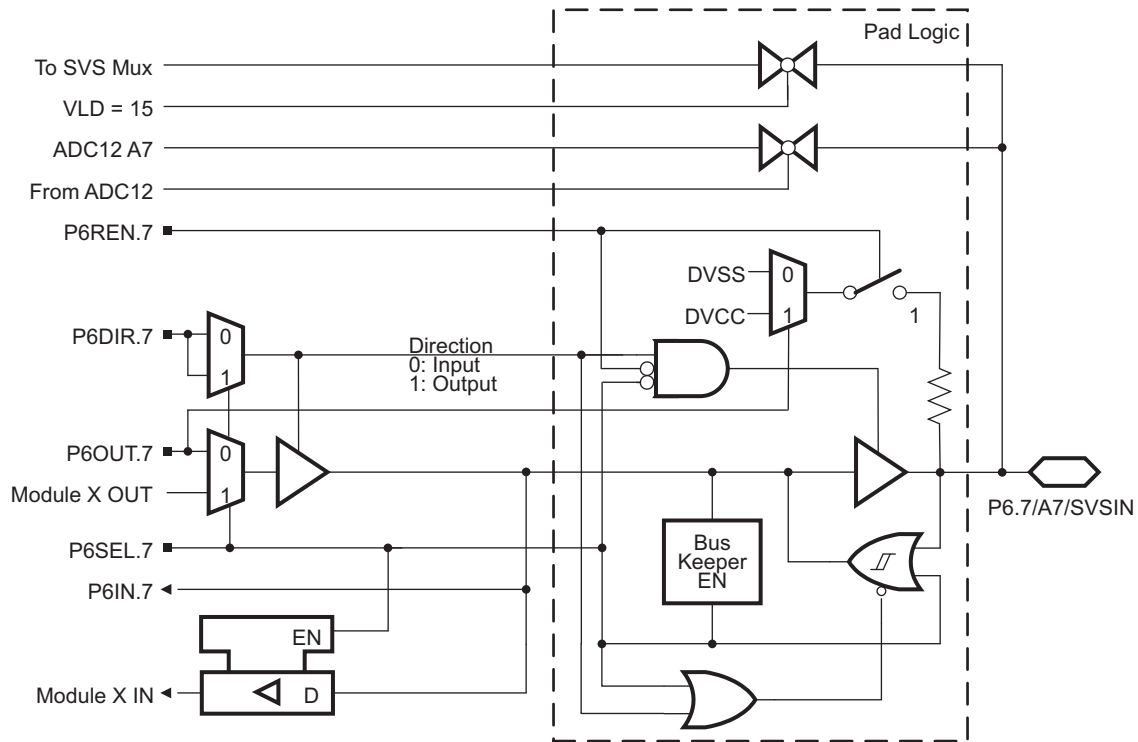 Pad Logic
To SVS Mux
VLD = 15
ADC12 A7
From ADC12
P6REN.7
DVSS
0
DVCC
1
1
P6DIR.7
0
1
Direction
0: Input
1: Output
P6OUT.7
0
Module X OUT
1
P6.7/A7/SVSIN
P6SEL.7
Bus
Keeper
EN
P6IN.7
EN
Module X IN
D